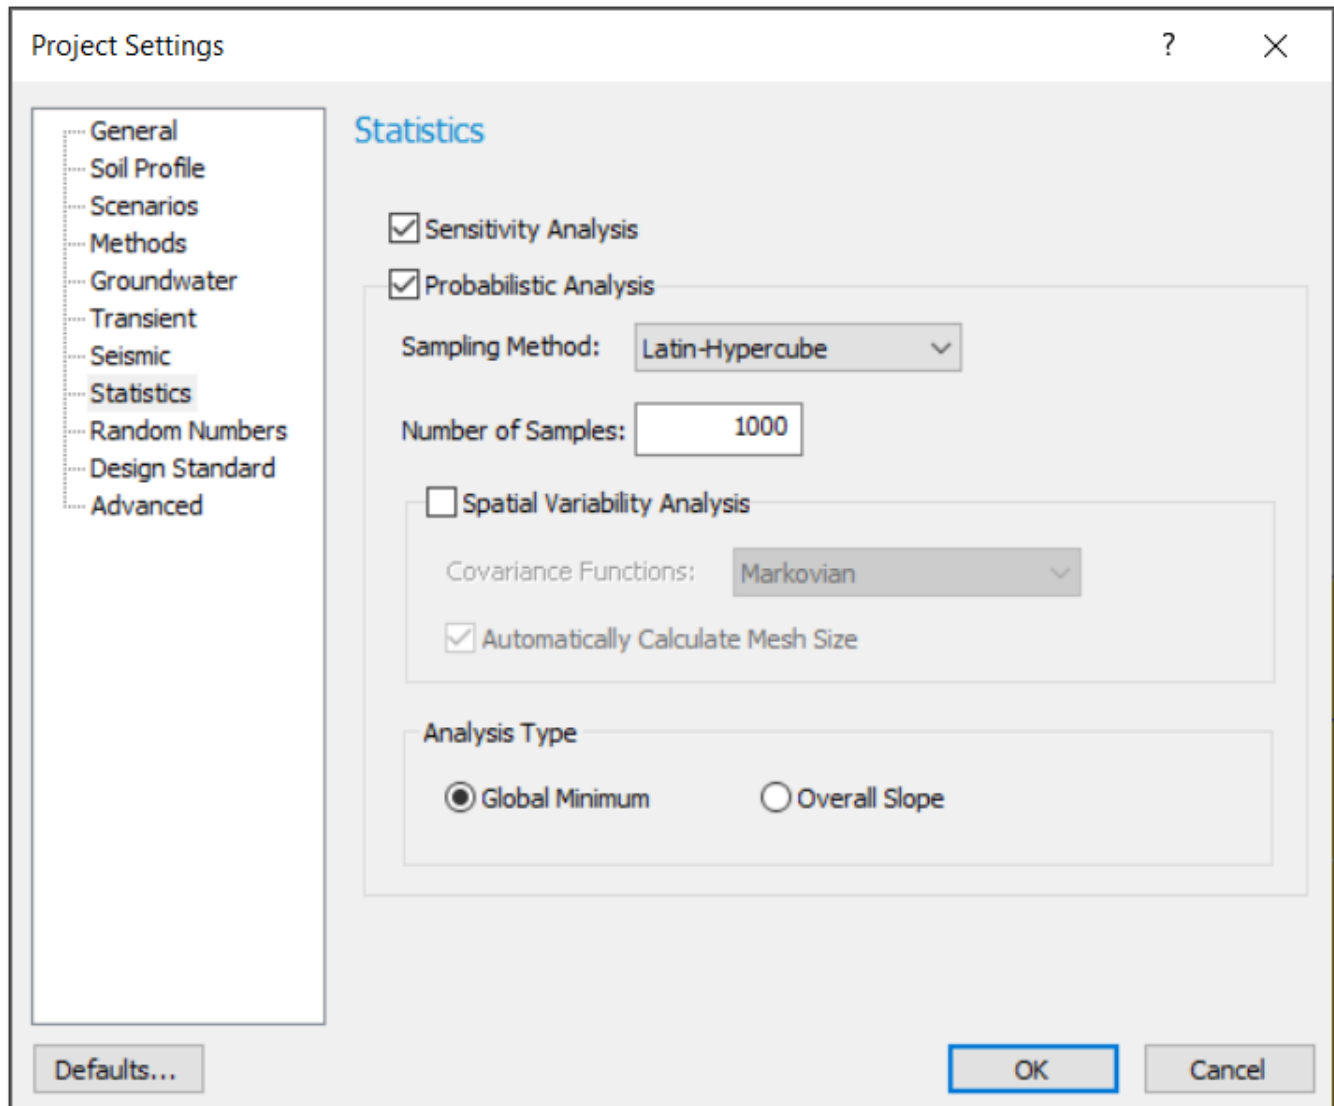 Project Settings
?
General
Soil Profile
Scenarios
Methods
Groundwater
Transient
Seismic
Statistics
Random Numbers
Design Standard
Advanced
Statistics
Sensitivity Analysis
Probabilistic Analysis
Sampling Method: Latin-Hypercube
Number of Samples: 1000
Spatial Variability Analysis
Covariance Functions: Markovian
Automatically Calculate Mesh Size
Analysis Type
Global Minimum Overall Slope
Defaults... OK Cancel